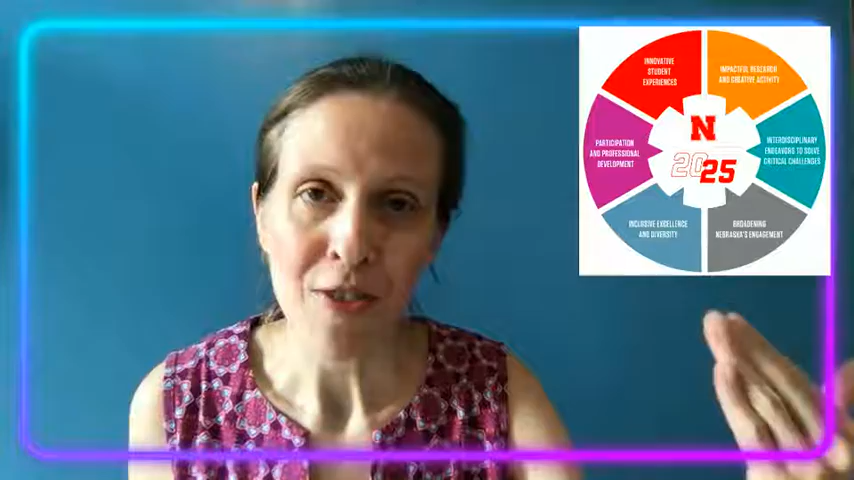 INNOVATIVE
STUDENT
EXPERIENCES
IMPACTFUL RESEARCH
AND CREATIVE ACTIVITY
INTERDISCIPLINARY
ENDEAVORS TO SOLVE
CRITICAL CHALLENGES
BROADENING
NEBRASKA'S ENGAGEMENT
INCLUSIVE EXCELLENCE
AND DIVERSITY
PARTICIPATION
AND PROFESSIONAL
DEVELOPMENT
N
2025